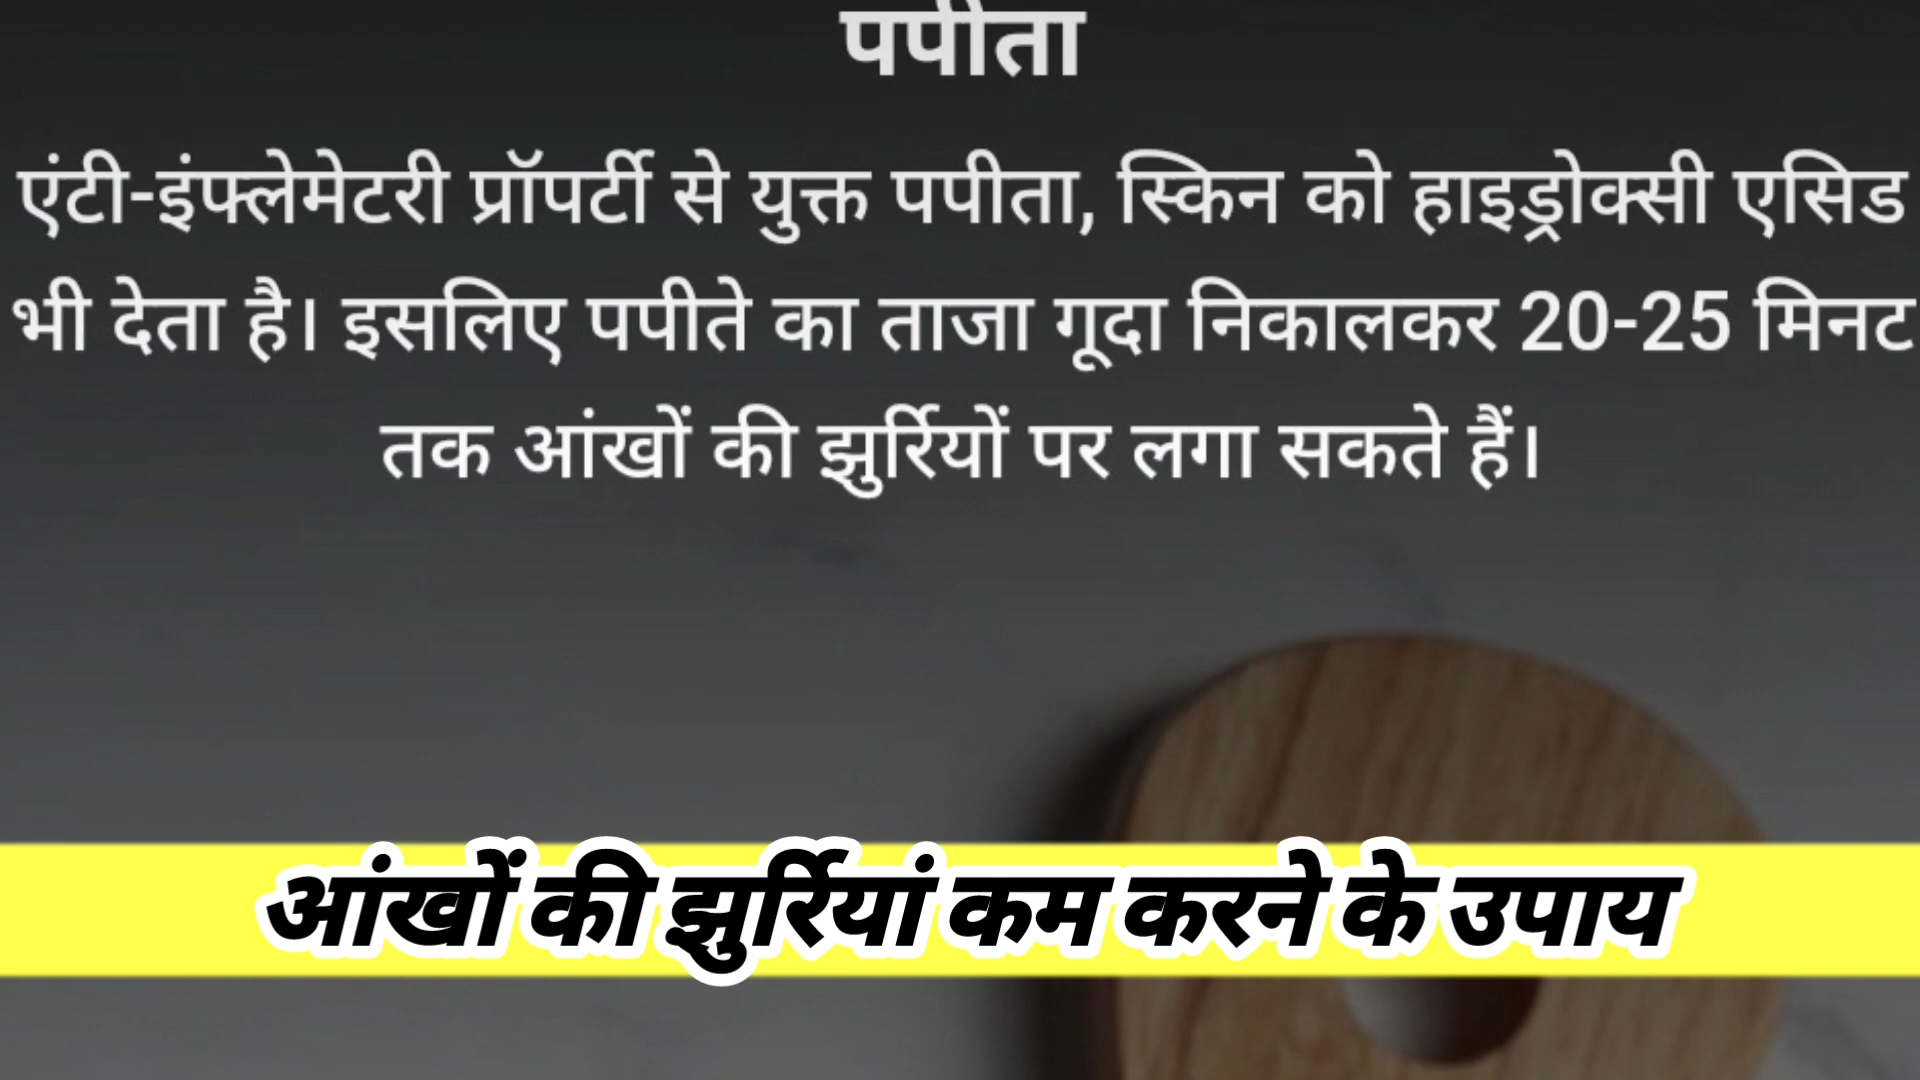 पपीता
एंटी-इंफ्लेमेटरी प्रॉपर्टी से युक्त पपीता, स्किन को हाइड्रोक्सी एसिड
भी देता है। इसलिए पपीते का ताजा गूदा निकालकर 20-25 मिनट
तक आंखों की झुर्रियों पर लगा सकते हैं।
आंखों की झुर्रियां कम करने के उपाय